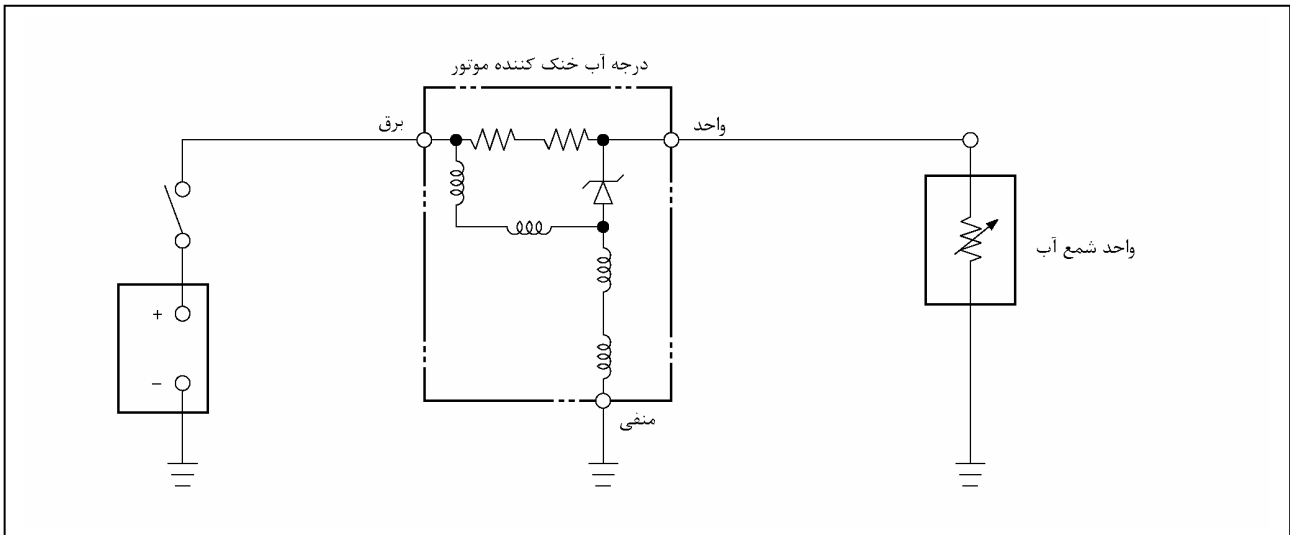 درجه آب خنک کننده موتور
برق
واحد
واحد شمع آب
+
−
منفی